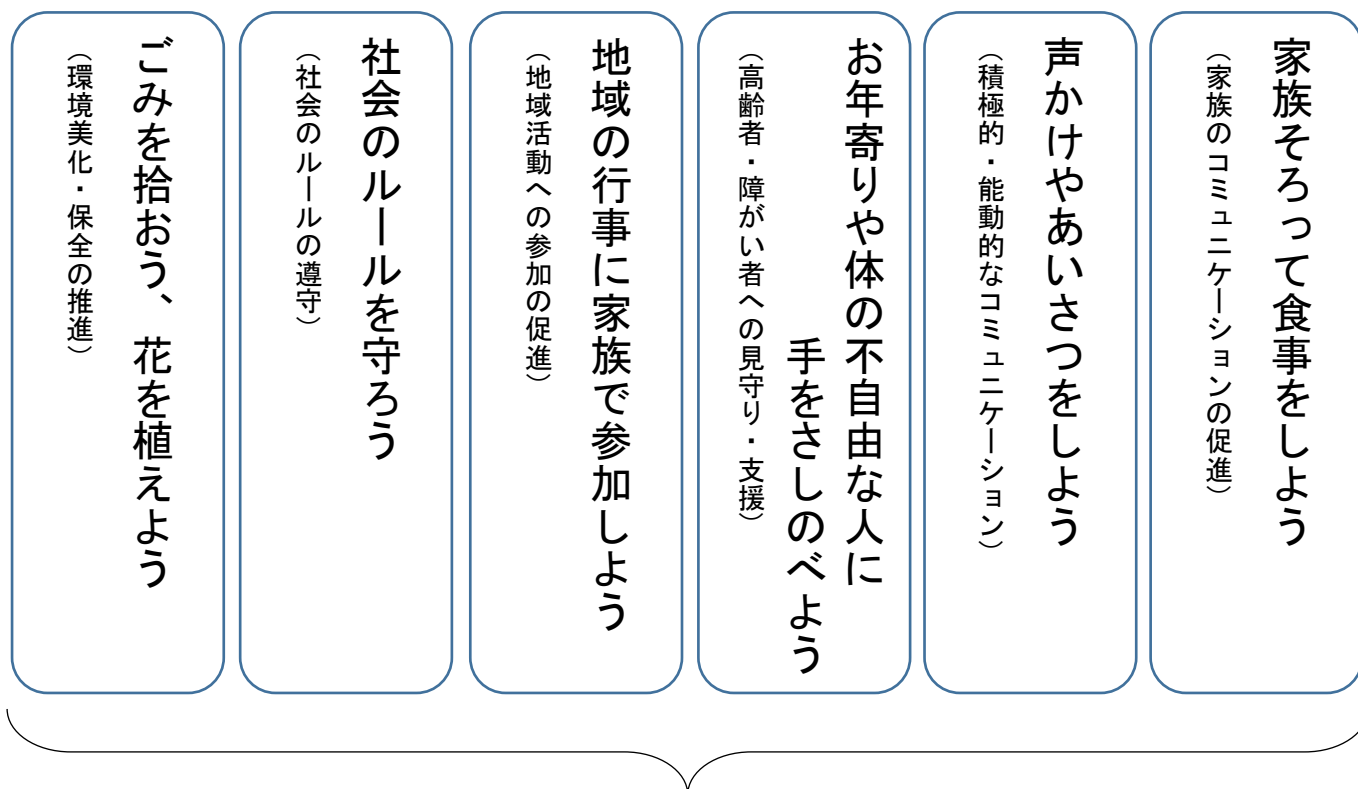 家族そろって食事をしよう
（家族のコミュニケーションの促進）
声かけやあいさつをしよう
（積極的・能動的なコミュニケーション）
お年寄りや体の不自由な人に
手をさしのべよう
（高齢者・障がい者への見守り・支援）
地域の行事に家族で参加しよう
（地域活動への参加の促進）
社会のルールを守ろう
（社会のルールの遵守）
ごみを拾おう、花を植えよう
（環境美化・保全の推進）